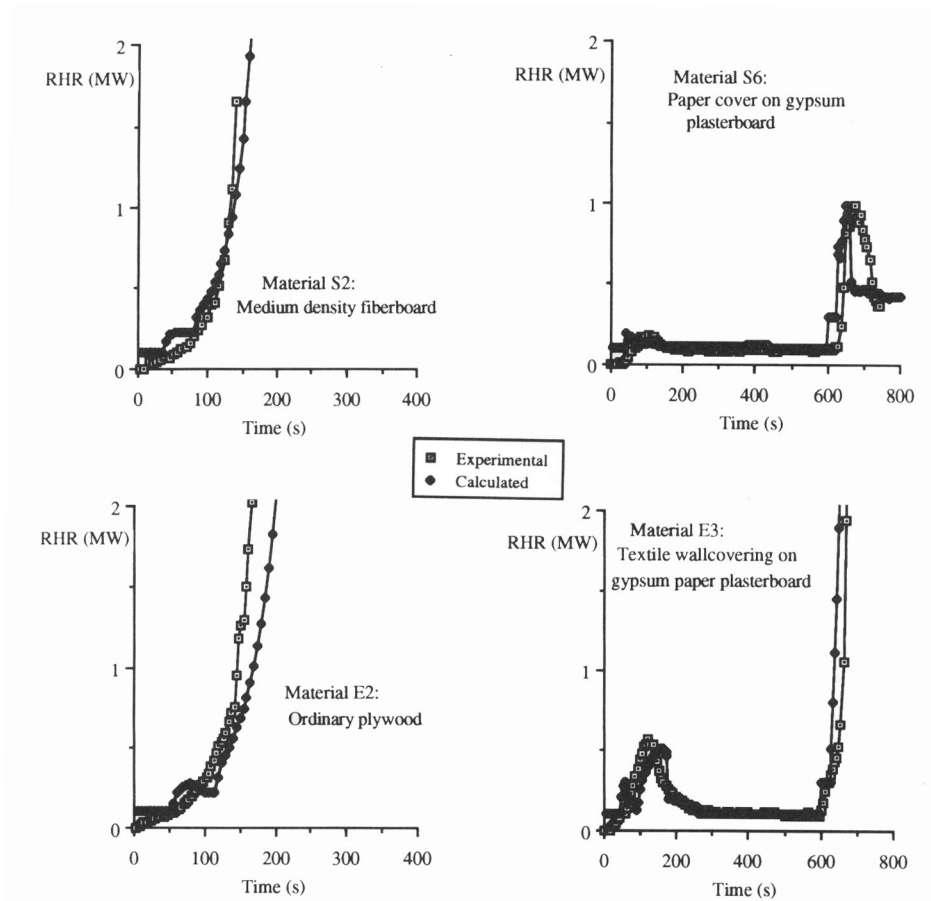 2
RHR (MW)
Material S2:
Medium density fiberboard
1
0
0
100
200
300
400
Time (s)
2
RHR (MW)
Material S6:
Paper cover on gypsum
plasterboard
1
0
0
200
400
600
800
Time (s)
Experimental
Calculated
2
RHR (MW)
Material E2:
Ordinary plywood
1
0
0
100
200
300
400
Time (s)
2
RHR (MW)
Material E3:
Textile wallcovering on
gypsum paper plasterboard
1
0
0
200
400
600
800
Time (s)